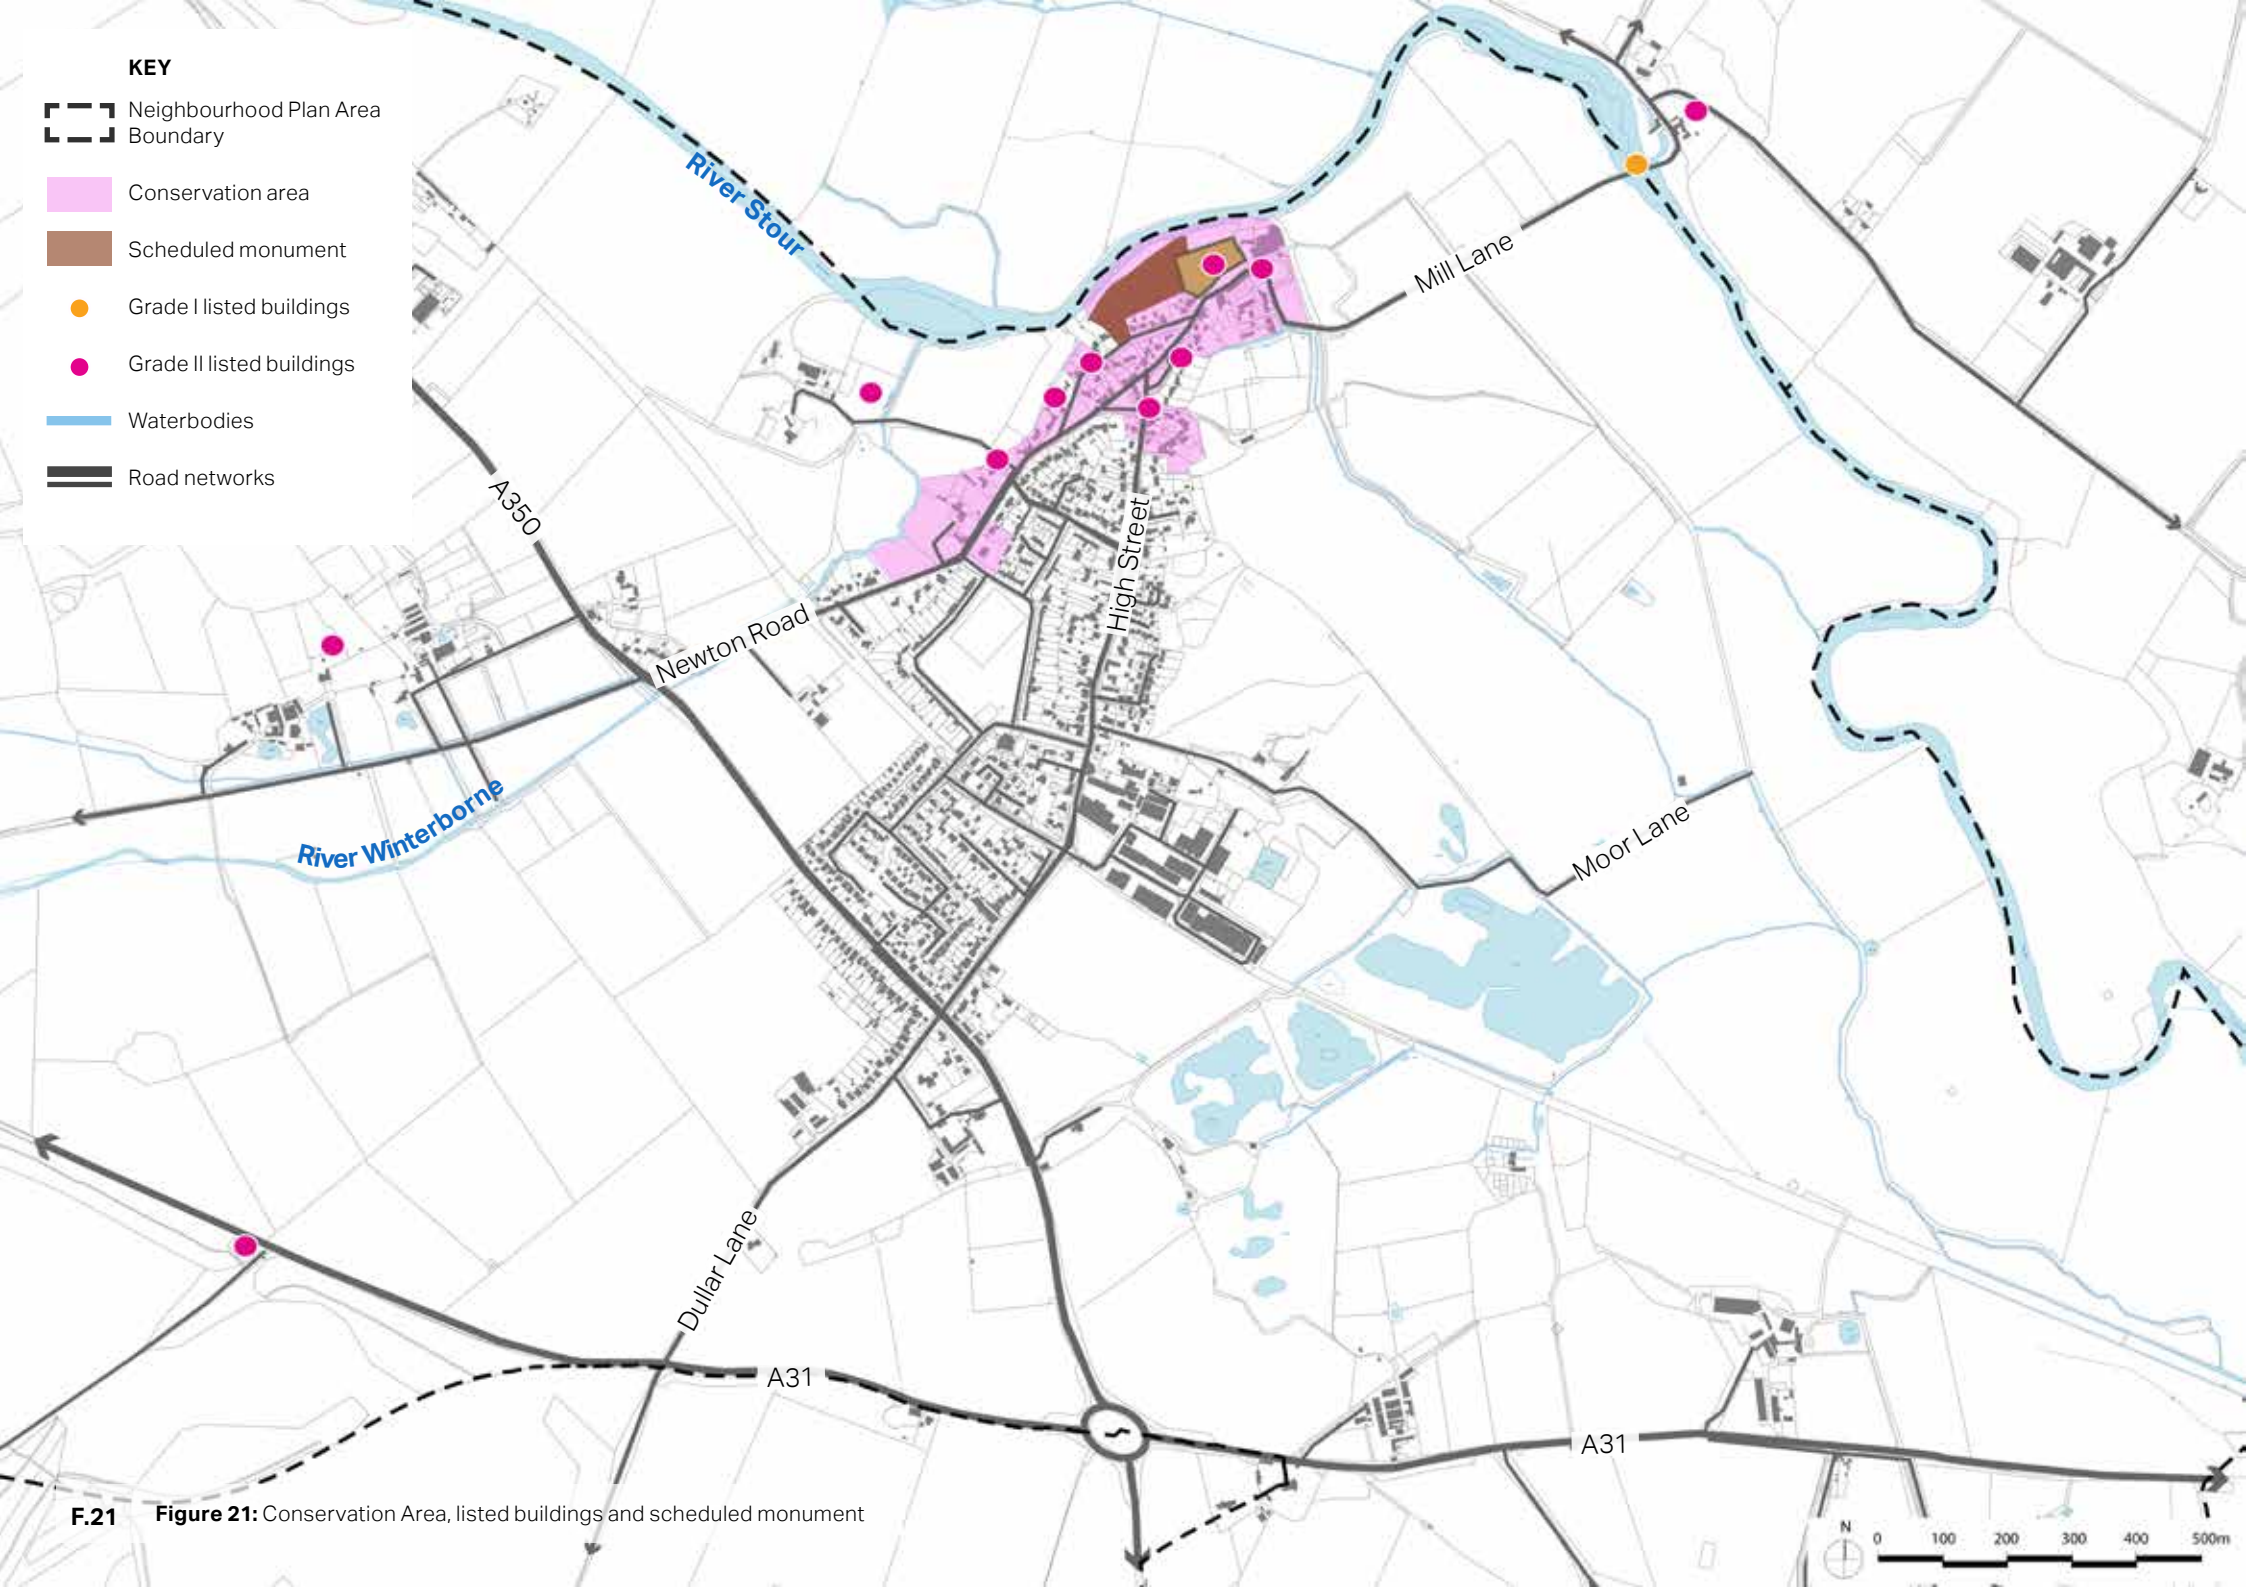 KEY
Neighbourhood Plan Area
Boundary
Conservation area
Scheduled monument
Grade I listed buildings
Grade II listed buildings
Waterbodies
Road networks
River Stour
Mill Lane
A350
High Street
Newton Road
River Winterborne
Moor Lane
Dullar Lane
A31
A31
F.21 Figure 21: Conservation Area, listed buildings and scheduled monument
N
0 100 200 300 400 500m